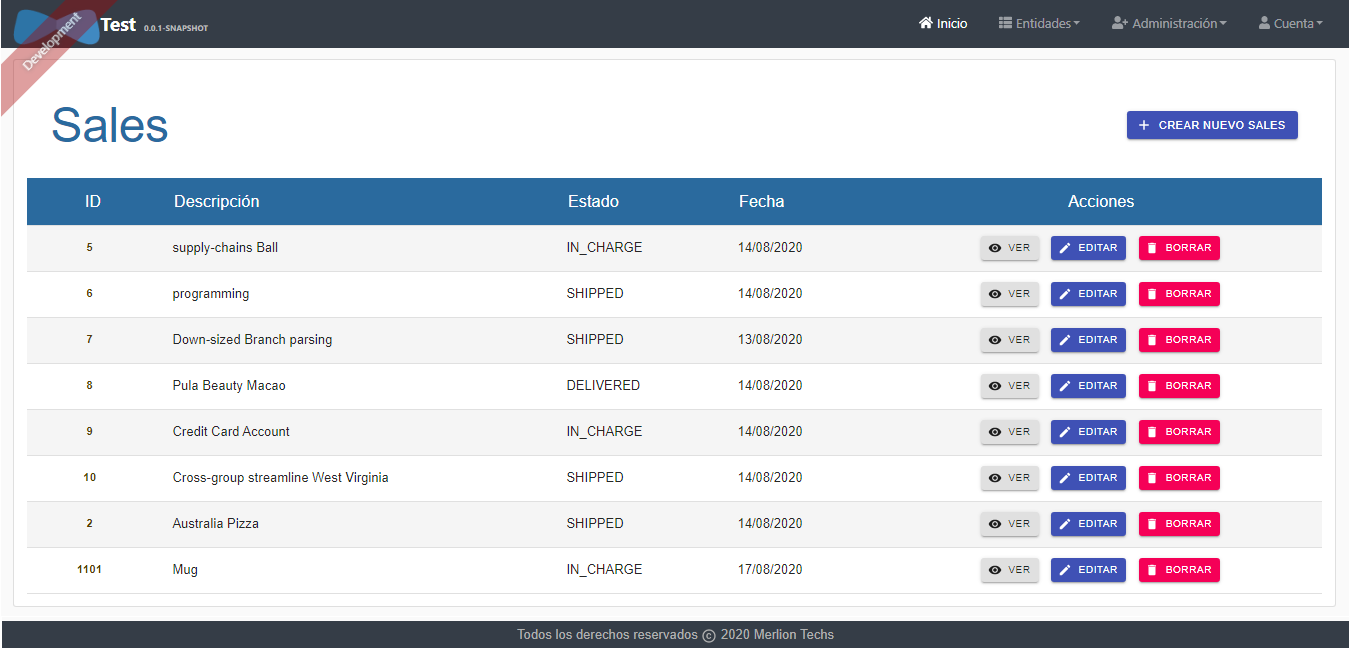 Development
Test 0.0.1-SNAPSHOT Inicio Entidades Administración Cuenta
Sales
CREAR NUEVO SALES
ID Descripción Estado Fecha Acciones
5 supply-chains Ball IN_CHARGE 14/08/2020 VER EDITAR BORRAR
6 programming SHIPPED 14/08/2020 VER EDITAR BORRAR
7 Down-sized Branch parsing SHIPPED 13/08/2020 VER EDITAR BORRAR
8 Pula Beauty Macao DELIVERED 14/08/2020 VER EDITAR BORRAR
9 Credit Card Account IN_CHARGE 14/08/2020 VER EDITAR BORRAR
10 Cross-group streamline West Virginia SHIPPED 14/08/2020 VER EDITAR BORRAR
2 Australia Pizza SHIPPED 14/08/2020 VER EDITAR BORRAR
1101 Mug IN_CHARGE 17/08/2020 VER EDITAR BORRAR
Todos los derechos reservados © 2020 Merlion Techs